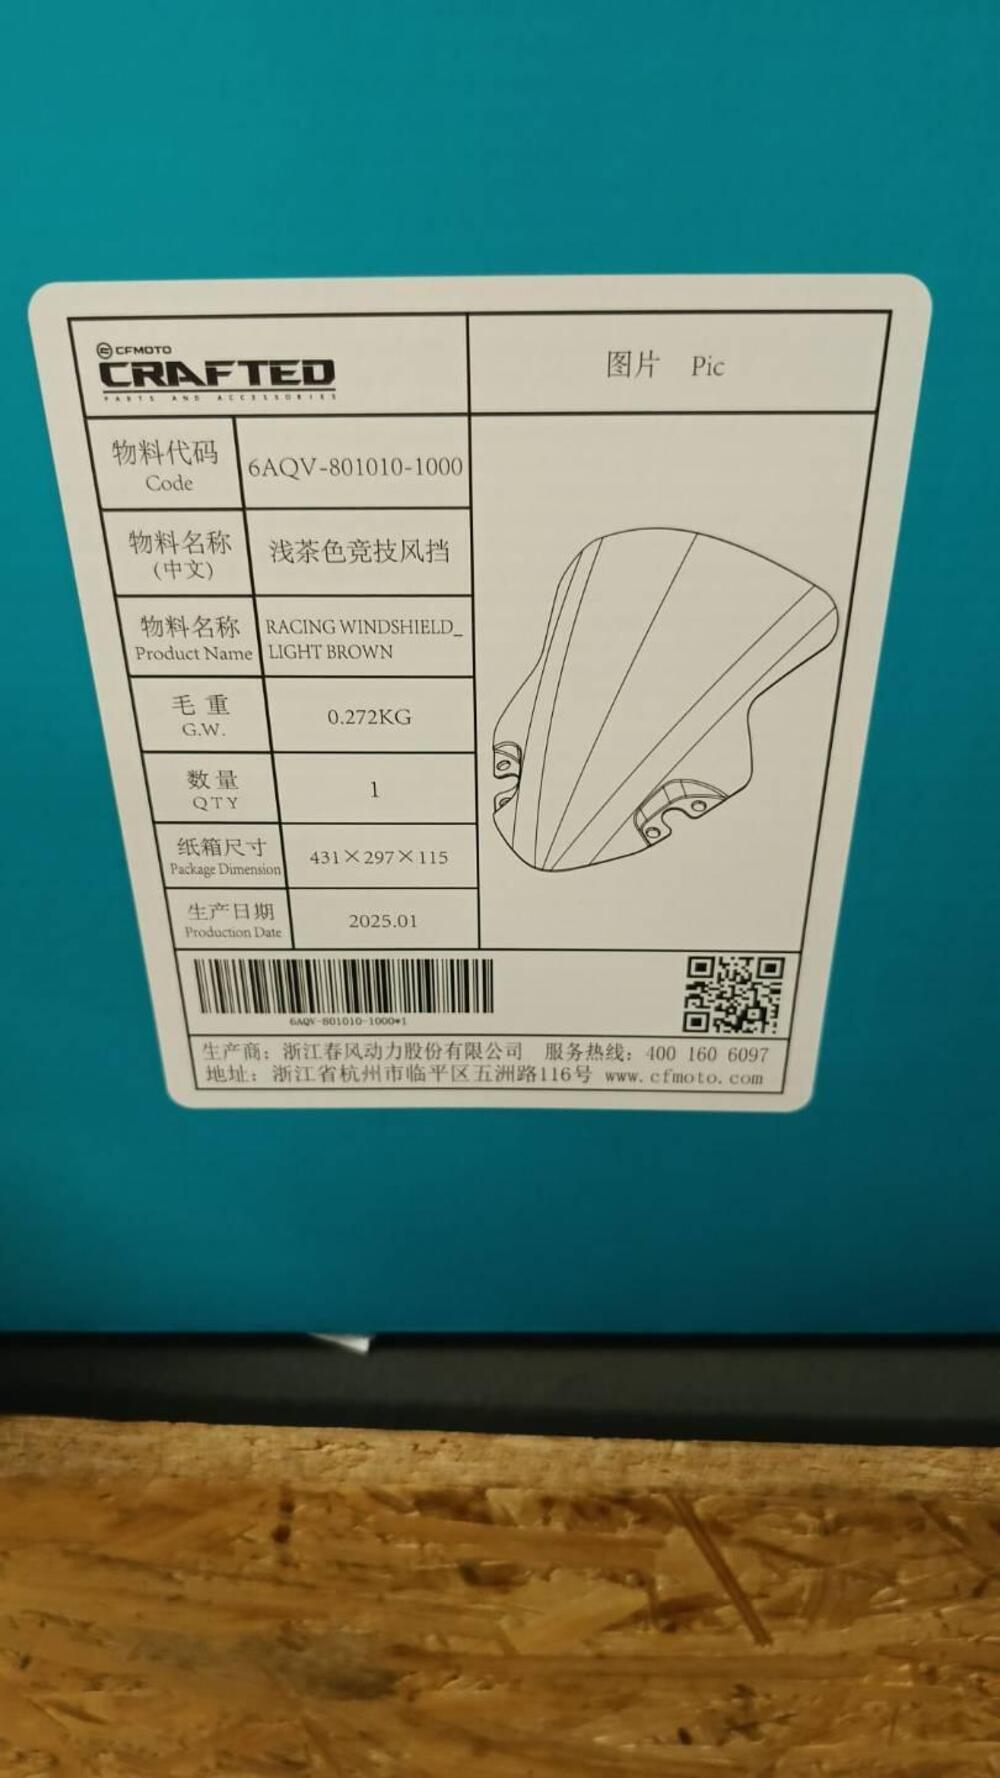 CFMOTO
CRAFTED
PARTS AND ACCESSORIES
图片 Pic
物料代码
Code
6AQV-801010-1000
物料名称
(中文)
浅茶色竞技风挡
物料名称
Product Name
RACING WINDSHIELD_
LIGHT BROWN
毛 重
G.W.
0.272KG
数 量
QTY
1
纸箱尺寸
Package Dimension
431×297×115
生产日期
Production Date
2025.01
6AQV-801010-1000*1
生产商：浙江春风动力股份有限公司 服务热线：400 160 6097
地址：浙江省杭州市临平区五洲路116号 www.cfmoto.com